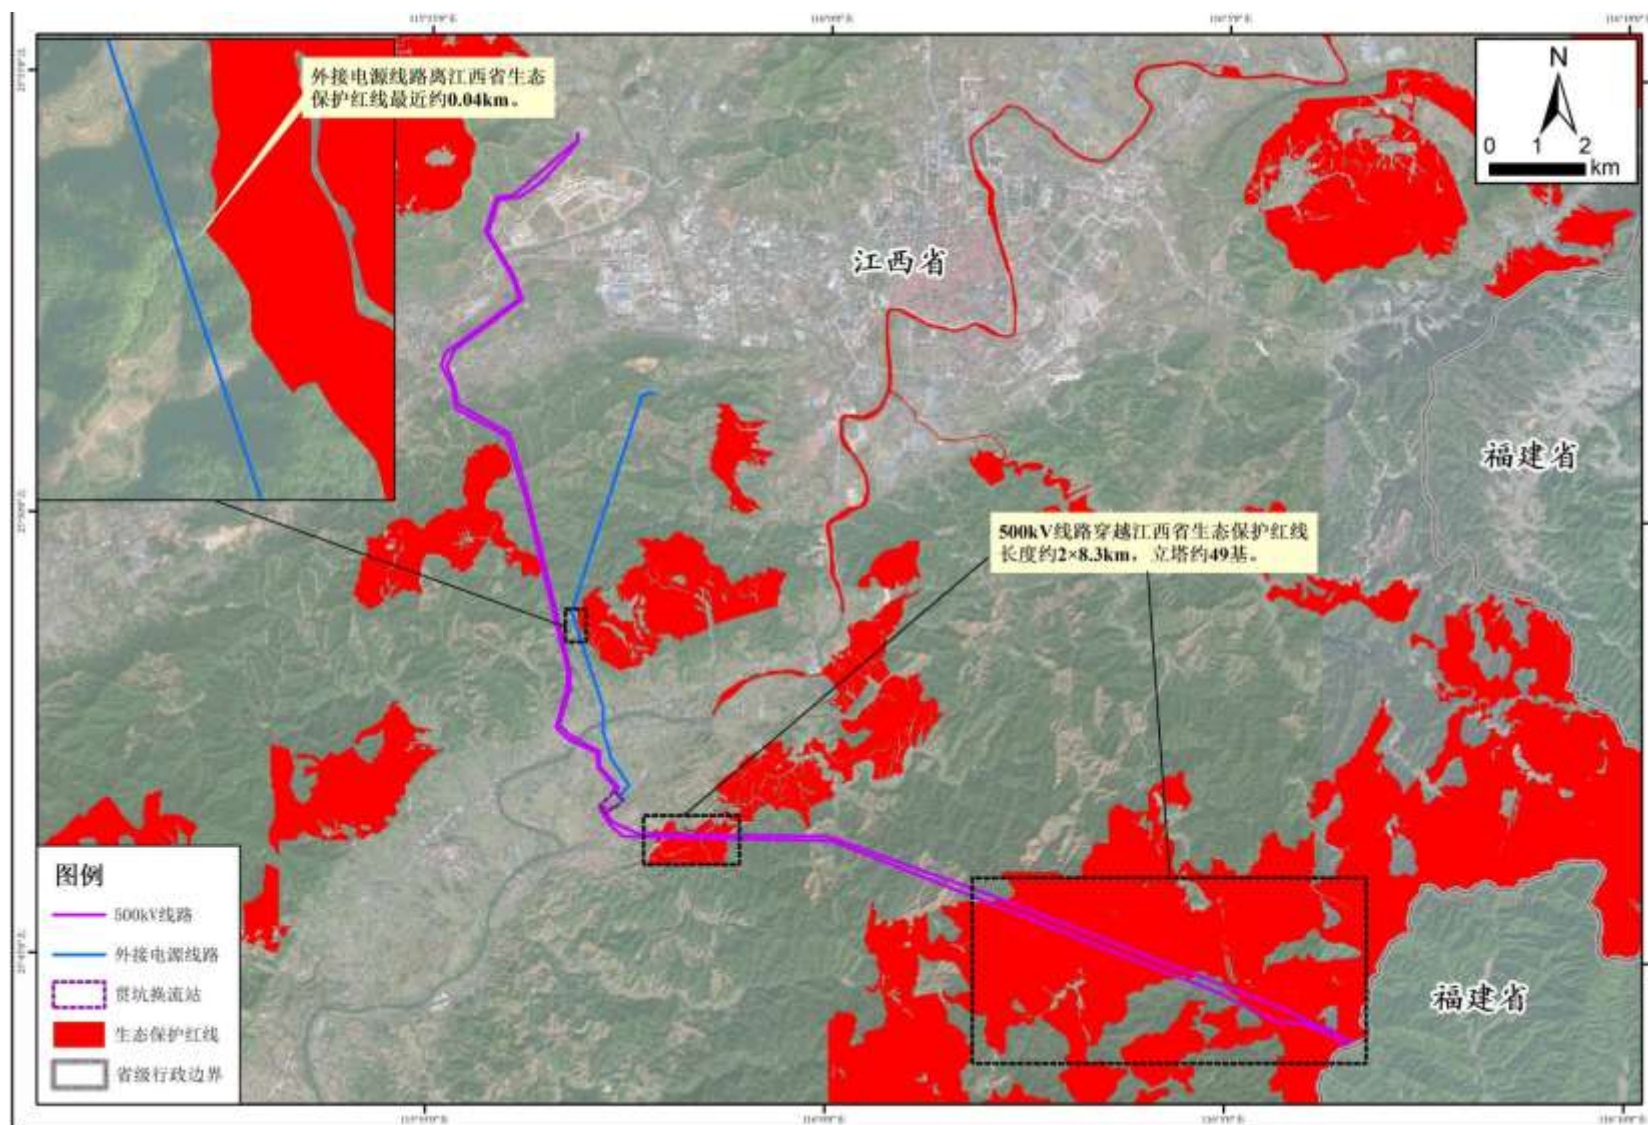 外接电源线路离江西省生态
保护红线最近约0.04km。
N
0 1 2
km
江西省
福建省
500kV线路穿越江西省生态保护红线
长度约2×8.3km，立塔约49基。
图例
500kV线路
外接电源线路
贯坑换流站
生态保护红线
省级行政边界
福建省